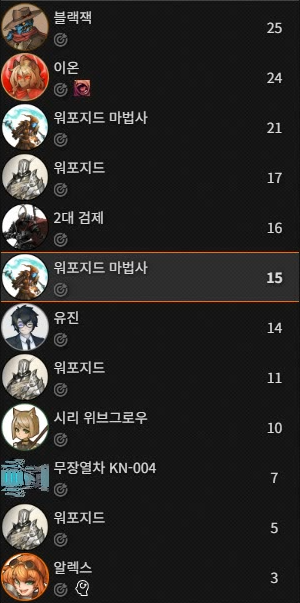 블랙잭 25
이온 24
워포지드 마법사 21
워포지드 17
2대 검제 16
워포지드 마법사 15
유진 14
워포지드 11
시리 위브그로우 10
무장열차 KN-004 7
워포지드 5
알렉스 3